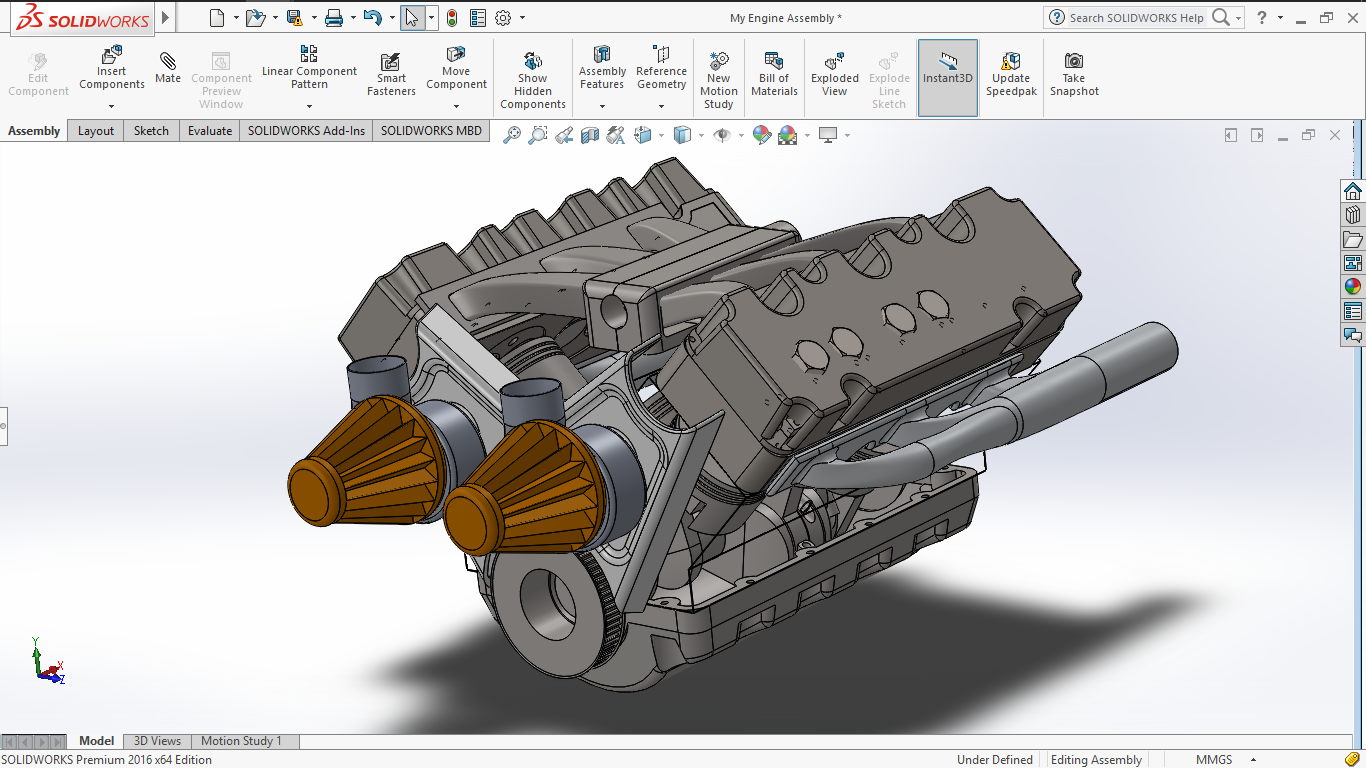 SOLIDWORKS
My Engine Assembly *
Search SOLIDWORKS Help
?
Edit
Component
Insert
Components
Mate
Component
Preview
Window
Linear Component
Pattern
Smart
Fasteners
Move
Component
Show
Hidden
Components
Assembly
Features
Reference
Geometry
New
Motion
Study
Bill of
Materials
Exploded
View
Explode
Line
Sketch
Instant3D
Update
Speedpak
Take
Snapshot
Assembly
Layout
Sketch
Evaluate
SOLIDWORKS Add-Ins
SOLIDWORKS MBD
Y
X
Z
Model
3D Views
Motion Study 1
SOLIDWORKS Premium 2016 x64 Edition
Under Defined
Editing Assembly
MMGS